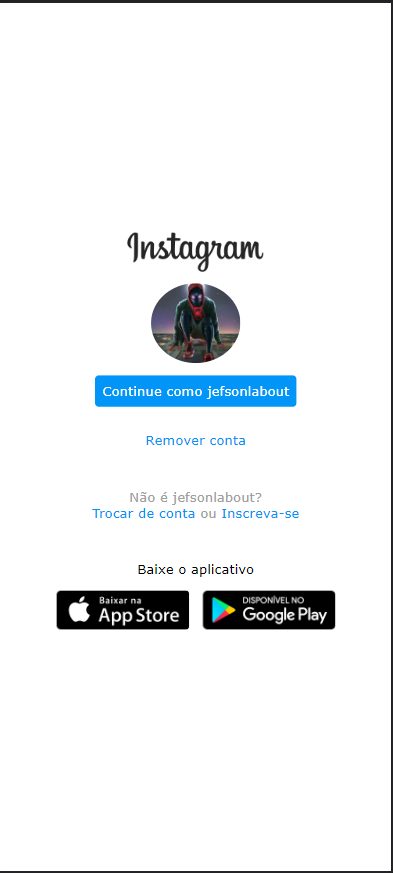 Instagram
Continue como jefsonlabout
Remover conta
Não é jefsonlabout?
Trocar de conta ou Inscreva-se
Baixe o aplicativo
Baixar na
App Store
DISPONÍVEL NO
Google Play